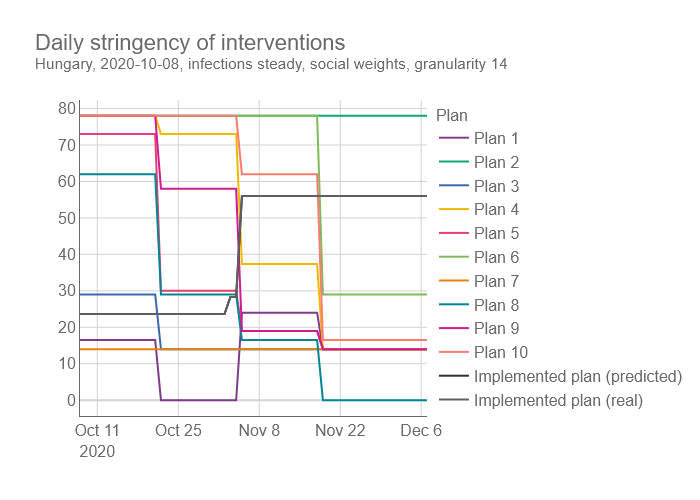 Daily stringency of interventions
Hungary, 2020-10-08, infections steady, social weights, granularity 14
80
70
60
50
40
30
20
10
0
Oct 11
2020
Oct 25
Nov 8
Nov 22
Dec 6
Plan
Plan 1
Plan 2
Plan 3
Plan 4
Plan 5
Plan 6
Plan 7
Plan 8
Plan 9
Plan 10
Implemented plan (predicted)
Implemented plan (real)